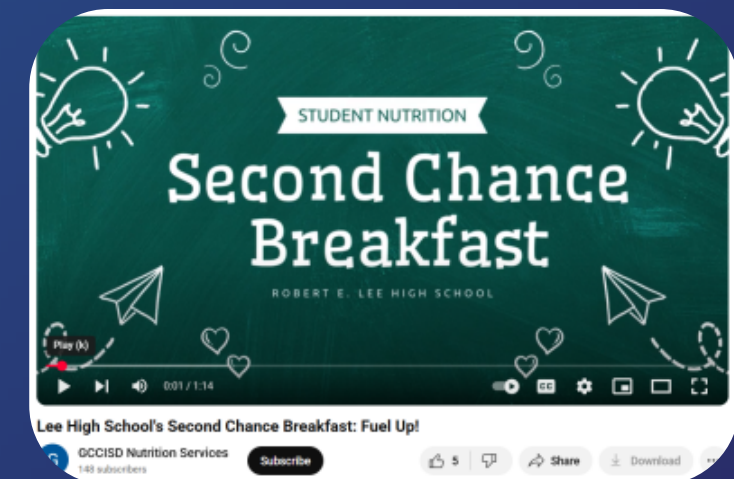 STUDENT NUTRITION
Second Chance
Breakfast
ROBERT E. LEE HIGH SCHOOL
Play (k)
0:01 / 1:14
CC
Lee High School's Second Chance Breakfast: Fuel Up!
G
GCCISD Nutrition Services
148 subscribers
Subscribe
5
Share
Download